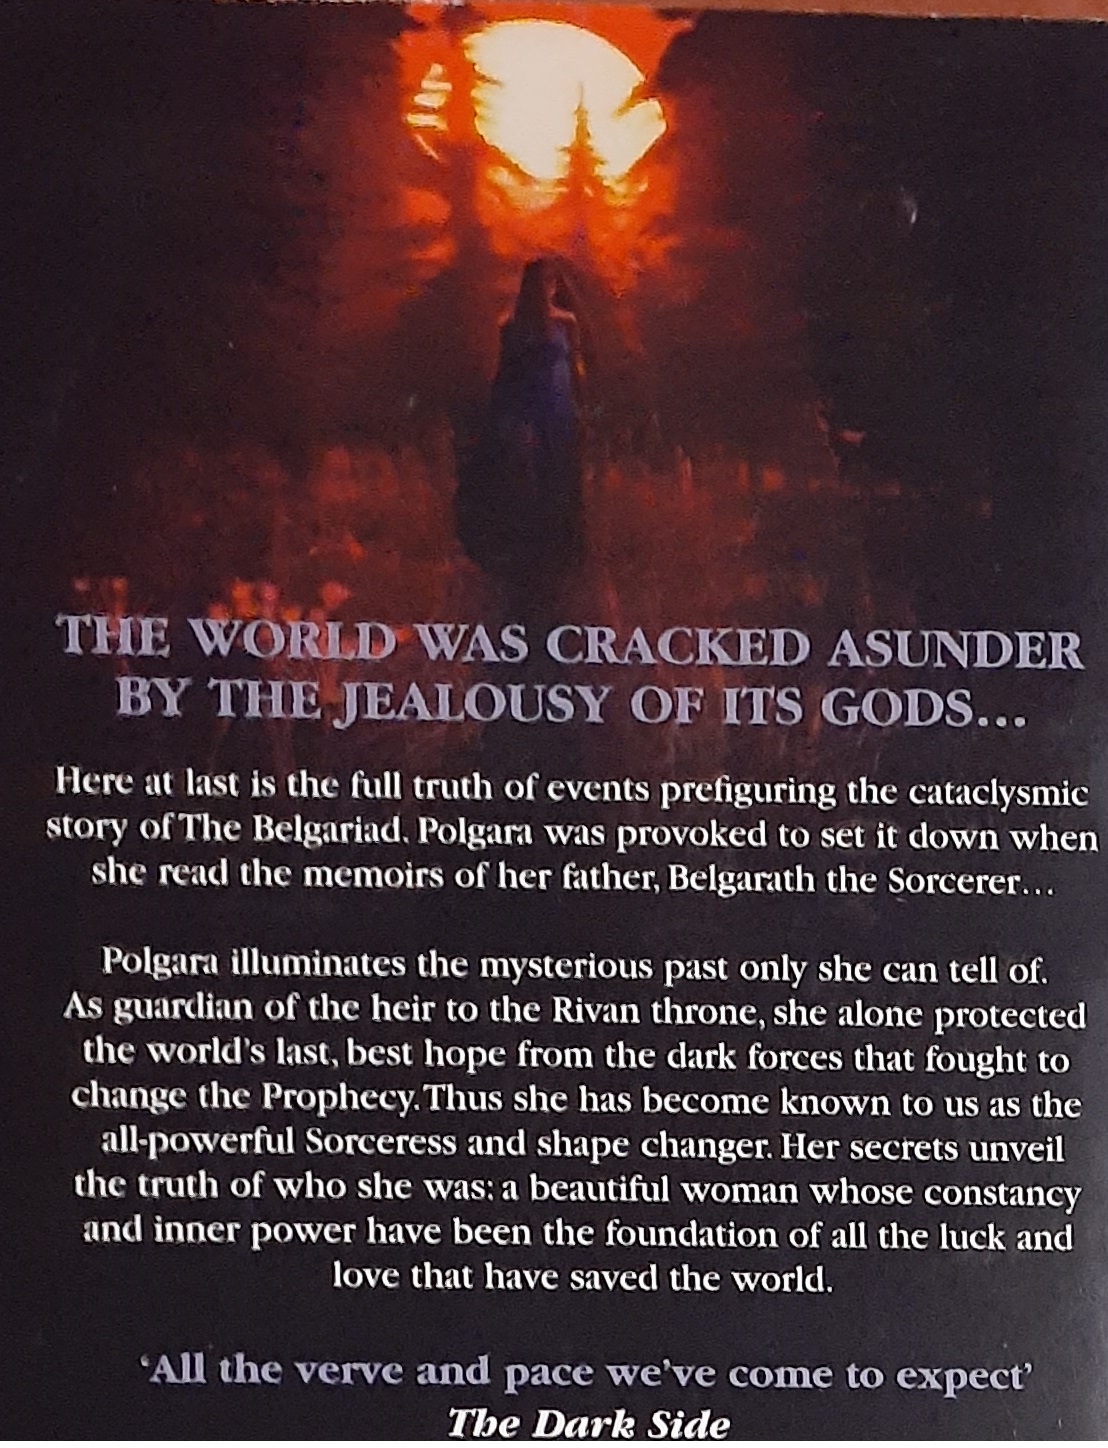 THE WORLD WAS CRACKED ASUNDER
BY THE JEALOUSY OF ITS GODS...
Here at last is the full truth of events prefiguring the cataclysmic
story of The Belgariad. Polgara was provoked to set it down when
she read the memoirs of her father, Belgarath the Sorcerer...
Polgara illuminates the mysterious past only she can tell of.
As guardian of the heir to the Rivan throne, she alone protected
the world's last, best hope from the dark forces that fought to
change the Prophecy. Thus she has become known to us as the
all-powerful Sorceress and shape changer. Her secrets unveil
the truth of who she was: a beautiful woman whose constancy
and inner power have been the foundation of all the luck and
love that have saved the world.
'All the verve and pace we've come to expect'
The Dark Side